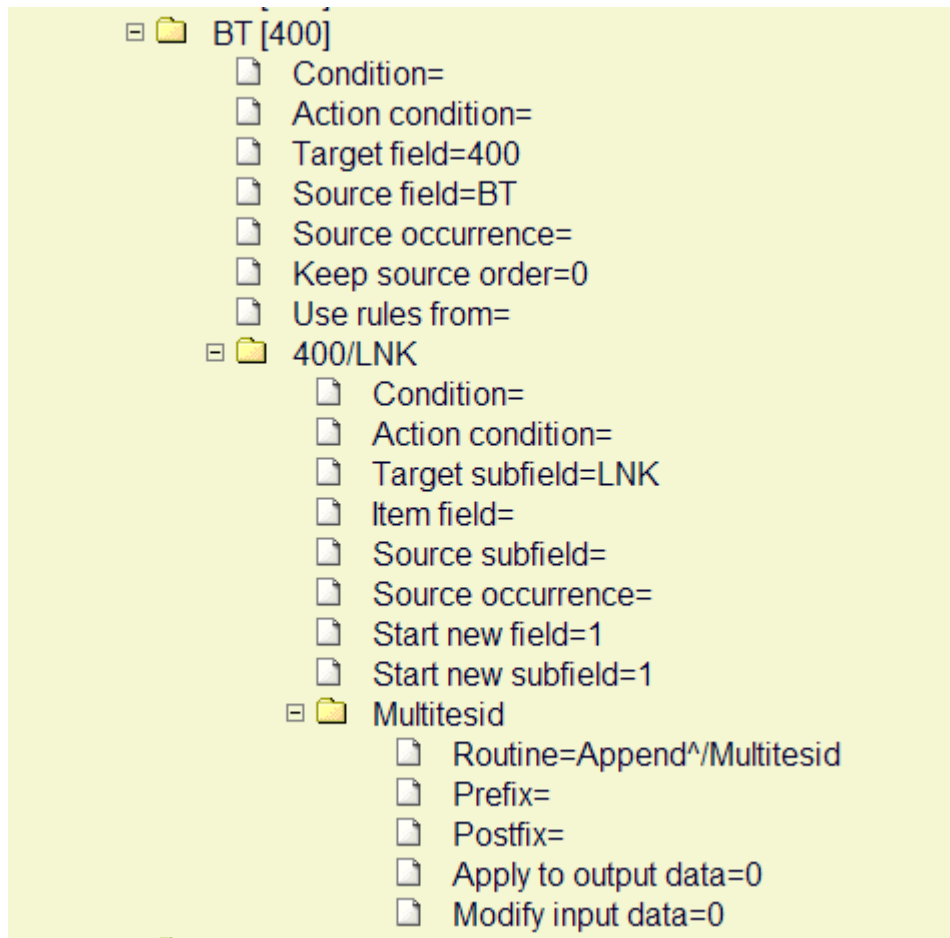 BT [400]
Condition=
Action condition=
Target field=400
Source field=BT
Source occurrence=
Keep source order=0
Use rules from=
400/LNK
Condition=
Action condition=
Target subfield=LNK
Item field=
Source subfield=
Source occurrence=
Start new field=1
Start new subfield=1
Multitesid
Routine=Append^/Multitesid
Prefix=
Postfix=
Apply to output data=0
Modify input data=0